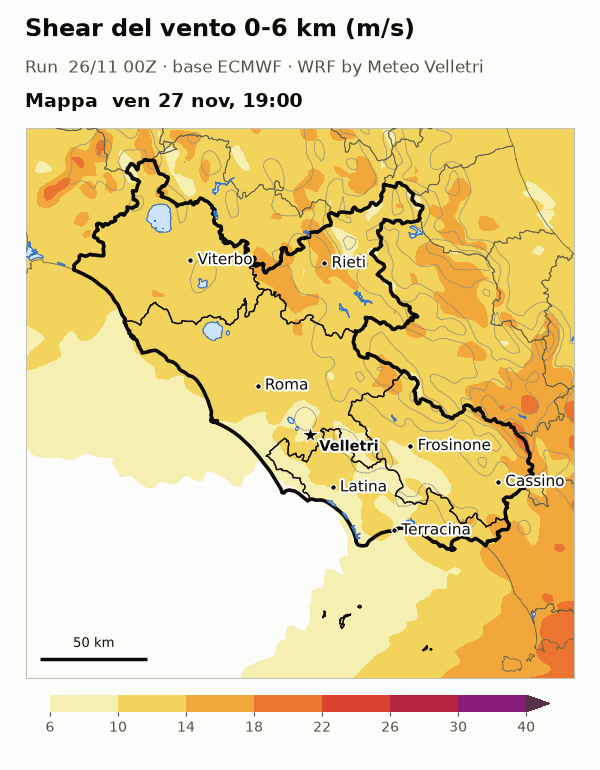 Shear del vento 0-6 km (m/s)
Run  26/11 00Z · base ECMWF · WRF by Meteo Velletri
Mappa  ven 27 nov, 19:00
Viterbo
Rieti
Roma
Velletri
Frosinone
Cassino
Latina
Terracina
50 km
6 10 14 18 22 26 30 40